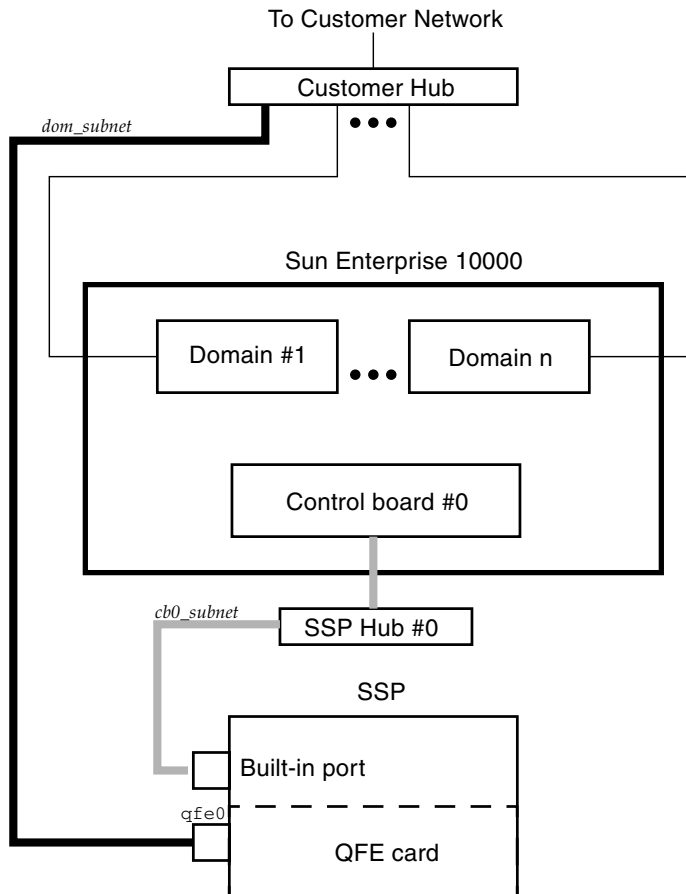 To Customer Network
Customer Hub
dom_subnet
Sun Enterprise 10000
Domain #1
Domain n
Control board #0
cb0_subnet
SSP Hub #0
SSP
Built-in port
qfe0
QFE card